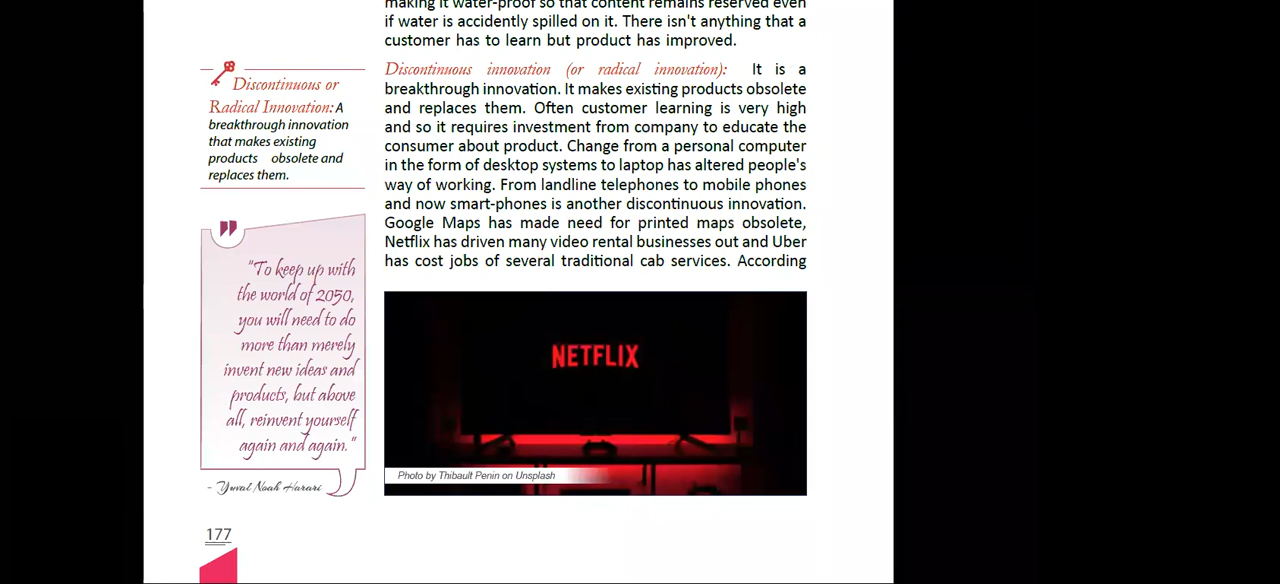 making it water-proof so that content remains reserved even
if water is accidently spilled on it. There isn't anything that a
customer has to learn but product has improved.
Discontinuous innovation (or radical innovation): It is a
breakthrough innovation. It makes existing products obsolete
and replaces them. Often customer learning is very high
and so it requires investment from company to educate the
consumer about product. Change from a personal computer
in the form of desktop systems to laptop has altered people's
way of working. From landline telephones to mobile phones
and now smart-phones is another discontinuous innovation.
Google Maps has made need for printed maps obsolete,
Netflix has driven many video rental businesses out and Uber
has cost jobs of several traditional cab services. According
Discontinuous or
Radical Innovation: A
breakthrough innovation
that makes existing
products obsolete and
replaces them.
"To keep up with
the world of 2050,
you will need to do
more than merely
invent new ideas and
products, but above
all, reinvent yourself
again and again."
- Yuval Noah Harari
NETFLIX
Photo by Thibault Penin on Unsplash
177